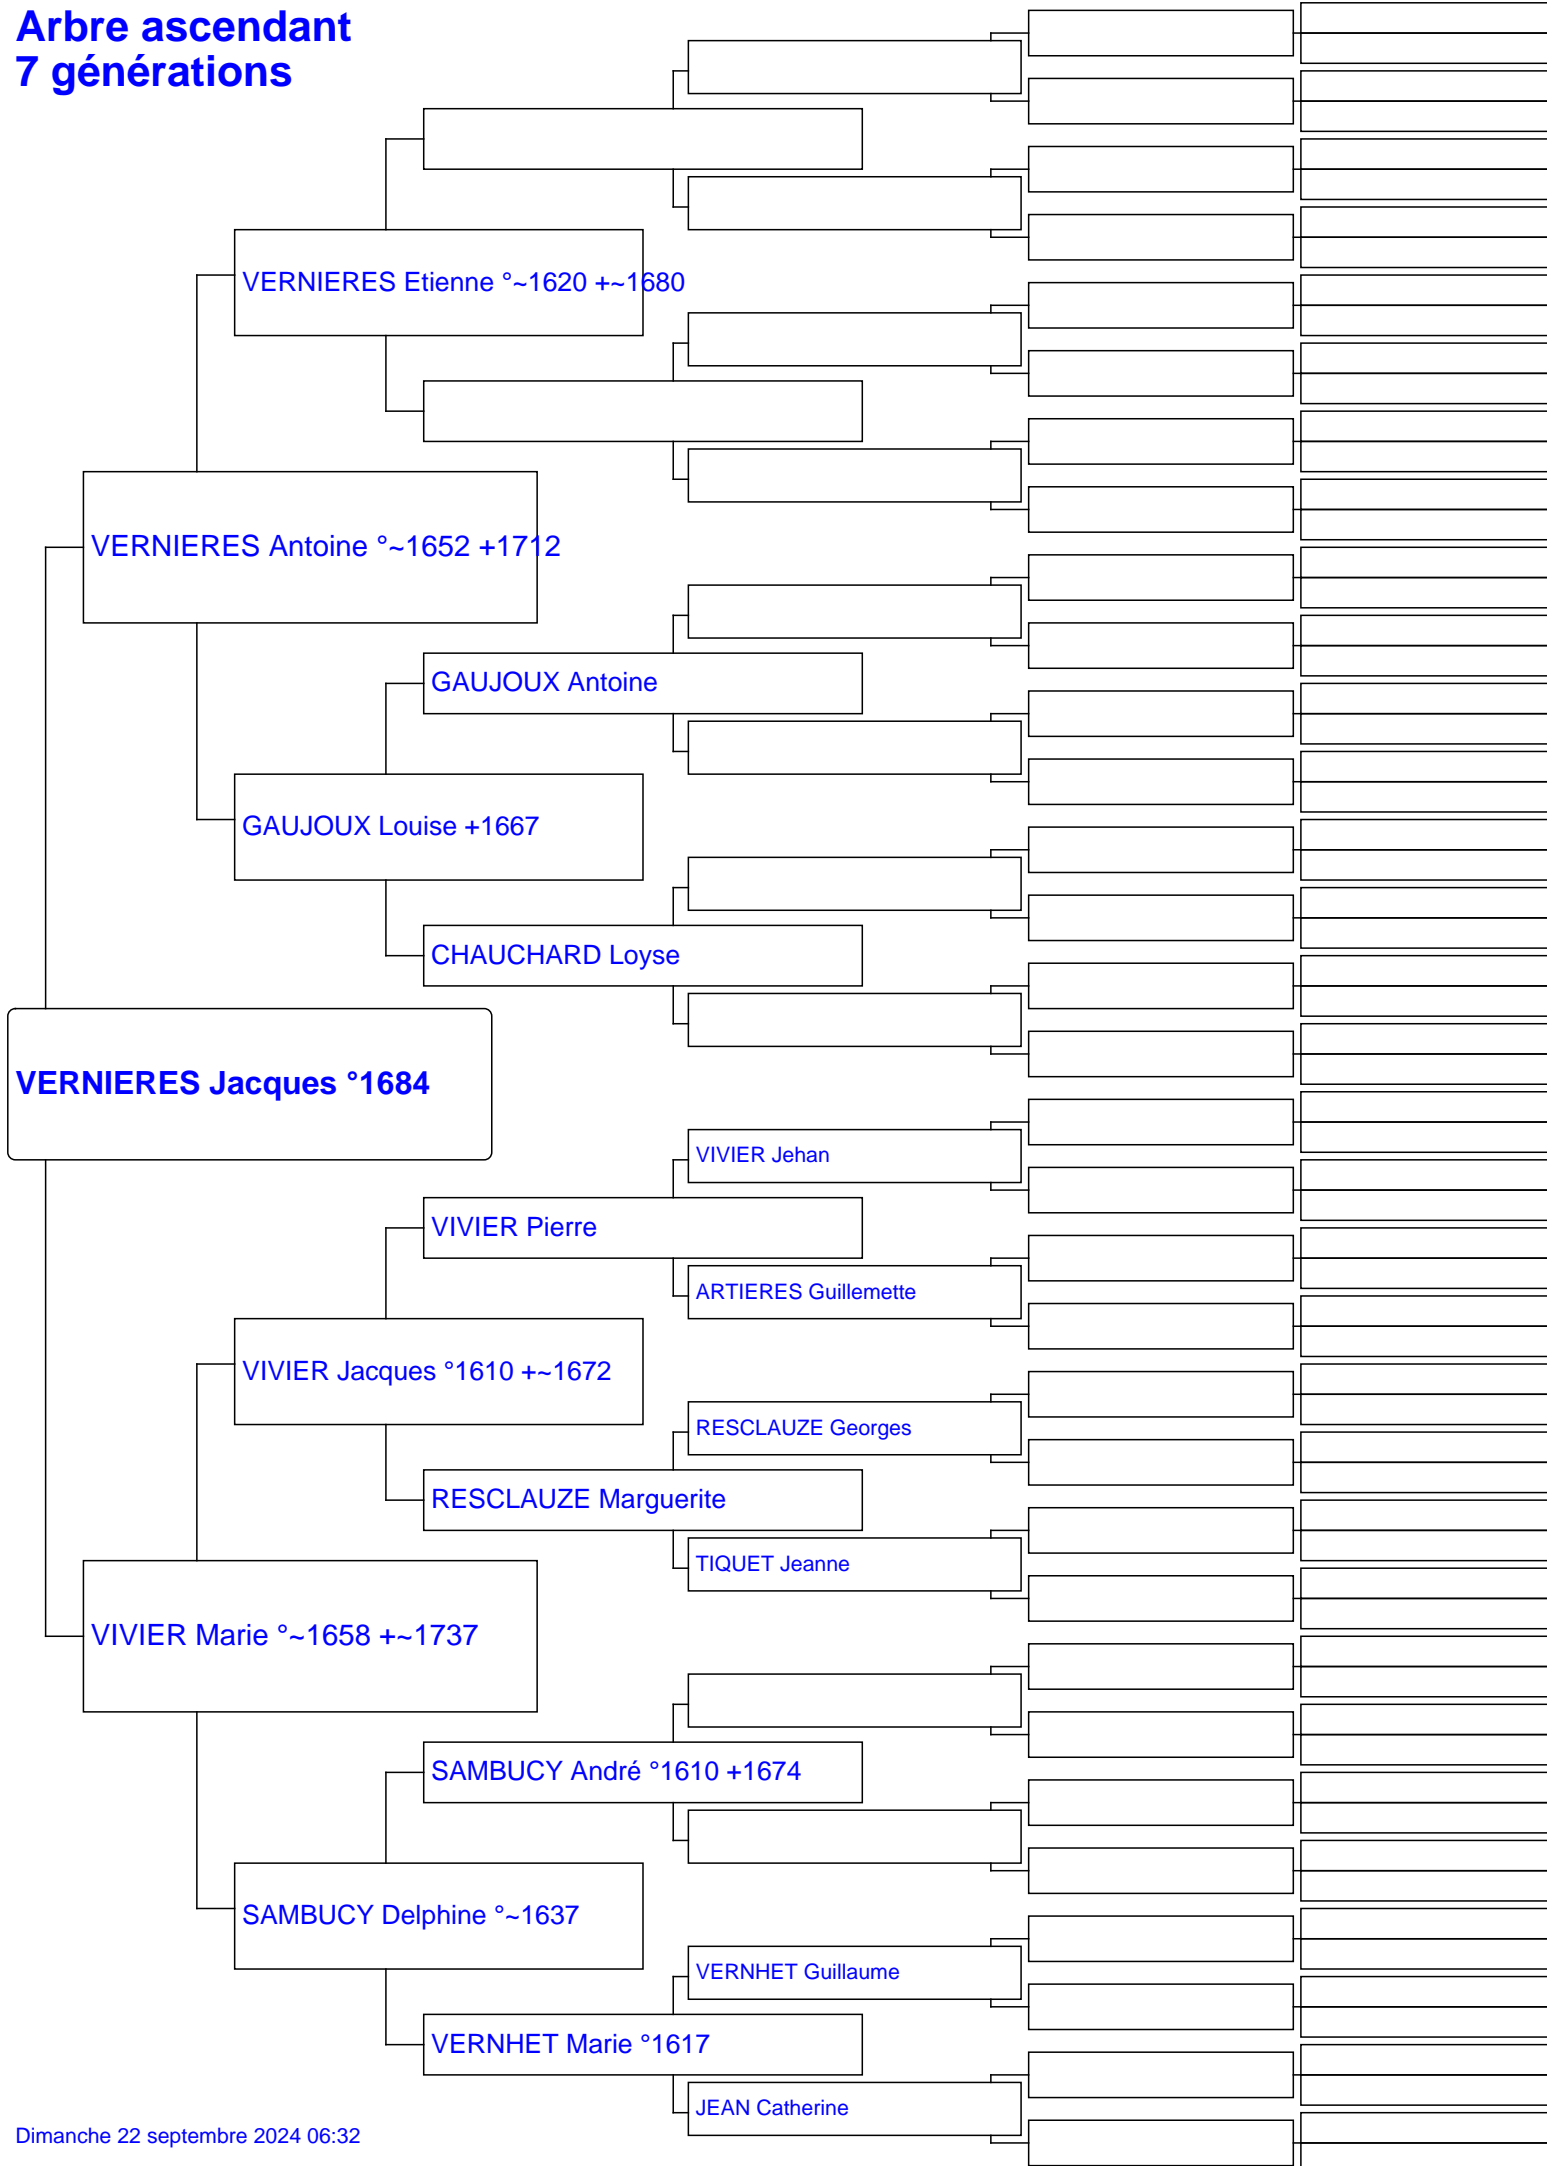 Arbre ascendant
7 générations
VERNIERES Etienne °~1620 +~1680
VERNIERES Antoine °~1652 +1712
GAUJOUX Antoine
GAUJOUX Louise +1667
CHAUCHARD Loyse
VERNIERES Jacques °1684
VIVIER Jehan
VIVIER Pierre
ARTIERES Guillemette
VIVIER Jacques °1610 +~1672
RESCLAUZE Georges
RESCLAUZE Marguerite
TIQUET Jeanne
VIVIER Marie °~1658 +~1737
SAMBUCY André °1610 +1674
SAMBUCY Delphine °~1637
VERNHET Guillaume
VERNHET Marie °1617
JEAN Catherine
Dimanche 22 septembre 2024 06:32